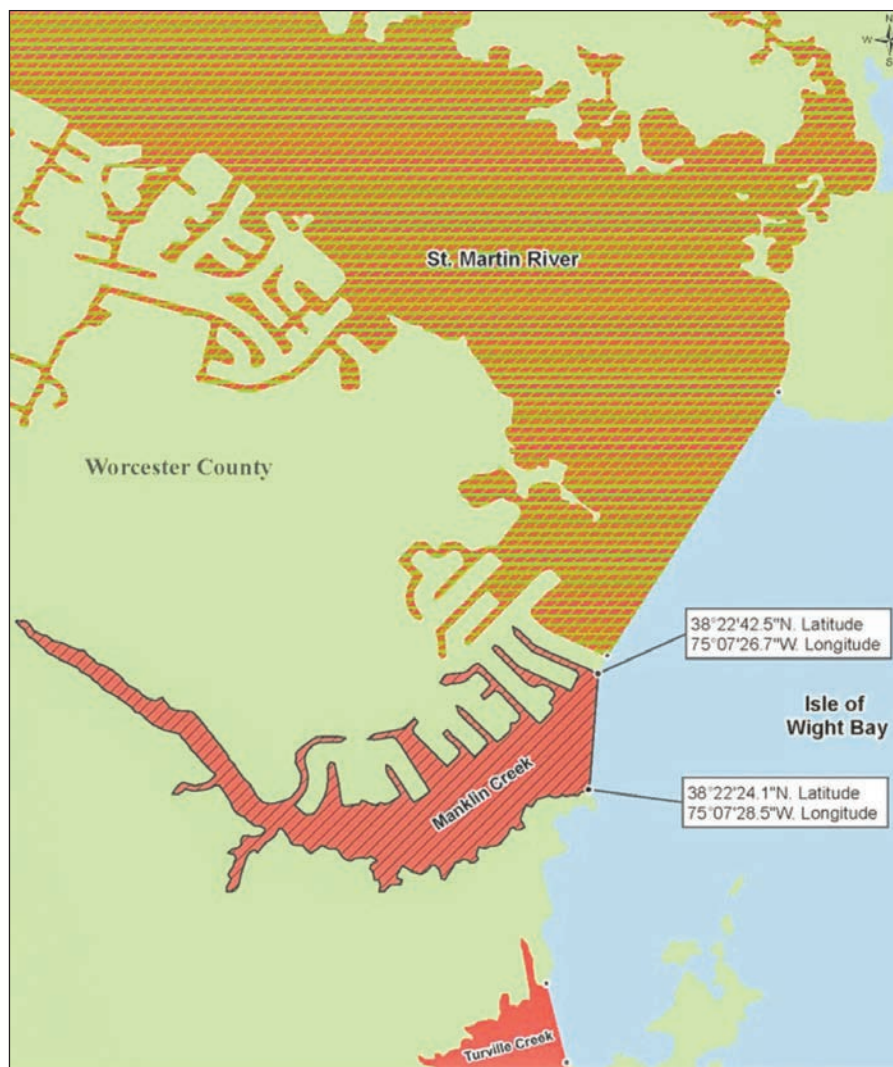 N
W
S
St. Martin River
Worcester County
38°22'42.5"N. Latitude
75°07'26.7"W. Longitude
Isle of
Wight Bay
38°22'24.1"N. Latitude
75°07'28.5"W. Longitude
Manklin Creek
Turville Creek